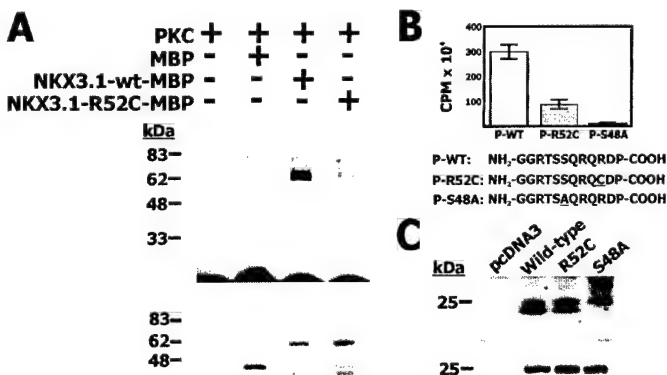 A
PKC + + + +
MBP - + - -
NKX3.1-wt-MBP - - + -
NKX3.1-R52C-MBP - - - +
kDa
83-
62-
48-
33-
83-
62-
48-
B
CPM x 10⁴
400
300
200
100
P-WT P-R52C P-S48A
P-WT: NH₂-GGRTSSQRQRDP-COOH
P-R52C: NH₂-GGRTSSQRQCDP-COOH
P-S48A: NH₂-GGRTSAQRQRDP-COOH
C
pcDNA3 Wild-type R52C S48A
kDa
25-
25-